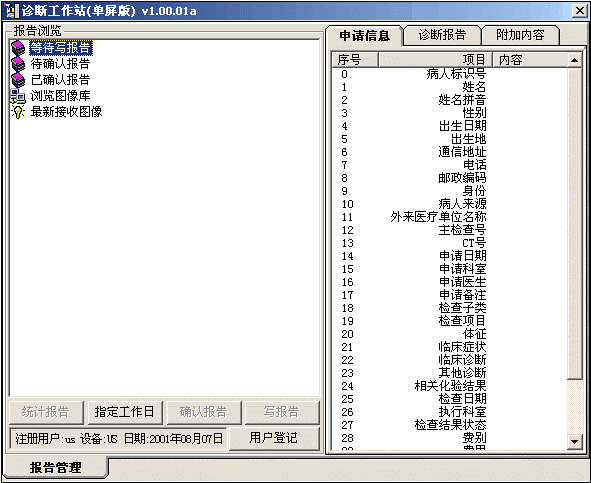 诊断工作站(单屏版) v1.00.01a
报告浏览
等待写报告
待确认报告
已确认报告
浏览图像库
最新接收图像
统计报告 指定工作日 确认报告 写报告
注册用户:us 设备:US 日期:2001年08月07日 用户登记
报告管理
申请信息 诊断报告 附加内容
序号 项目 内容
0 病人标识号
1 姓名
2 姓名拼音
3 性别
4 出生日期
5 出生地
6 通信地址
7 电话
8 邮政编码
9 身份
10 病人来源
11 外来医疗单位名称
12 主检查号
13 CT号
14 申请日期
15 申请科室
16 申请医生
17 申请备注
18 检查子类
19 检查项目
20 体征
21 临床症状
22 临床诊断
23 其他诊断
24 相关化验结果
25 检查日期
26 执行科室
27 检查结果状态
28 费别